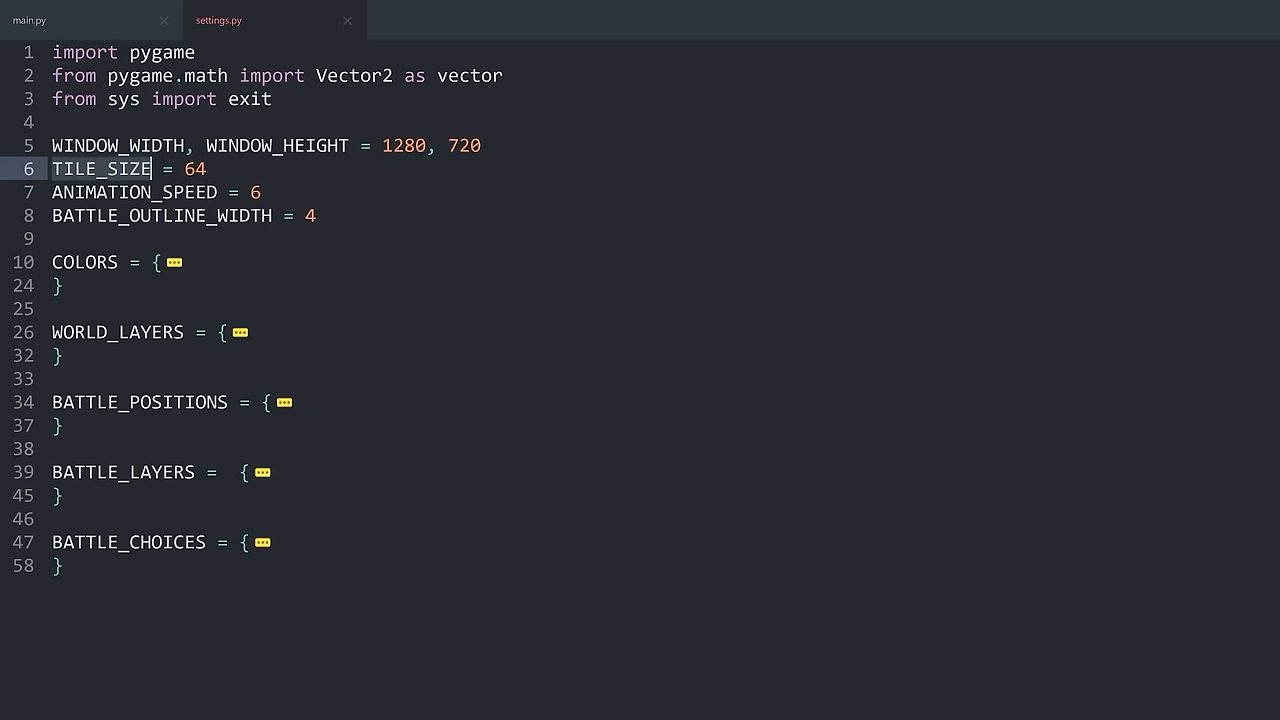 main.py
settings.py
1 import pygame
2 from pygame.math import Vector2 as vector
3 from sys import exit
4
5 WINDOW_WIDTH, WINDOW_HEIGHT = 1280, 720
6 TILE_SIZE = 64
7 ANIMATION_SPEED = 6
8 BATTLE_OUTLINE_WIDTH = 4
9
10 COLORS = {
24 }
25
26 WORLD_LAYERS = {
32 }
33
34 BATTLE_POSITIONS = {
37 }
38
39 BATTLE_LAYERS =  {
45 }
46
47 BATTLE_CHOICES = {
58 }